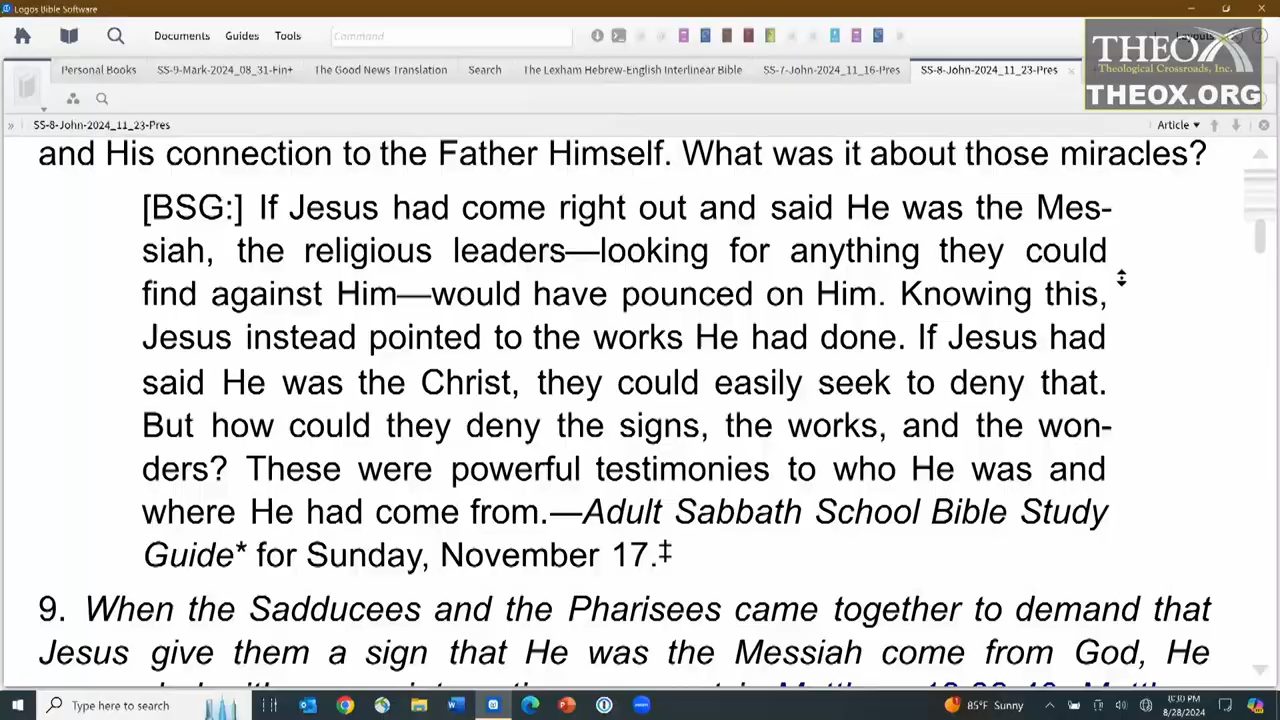 Logos Bible Software
Documents Guides Tools Command Layouts
THEOX
Theological Crossroads, Inc.
THEOX.ORG
Personal Books SS-9-Mark-2024_08_31-Fin+ The Good News The Lexham Hebrew-English Interlinear Bible SS-7-John-2024_11_16-Pres SS-8-John-2024_11_23-Pres
SS-8-John-2024_11_23-Pres Article
and His connection to the Father Himself. What was it about those miracles?
[BSG:] If Jesus had come right out and said He was the Mes-
siah, the religious leaders—looking for anything they could
find against Him—would have pounced on Him. Knowing this,
Jesus instead pointed to the works He had done. If Jesus had
said He was the Christ, they could easily seek to deny that.
But how could they deny the signs, the works, and the won-
ders? These were powerful testimonies to who He was and
where He had come from.—Adult Sabbath School Bible Study
Guide* for Sunday, November 17.‡
9. When the Sadducees and the Pharisees came together to demand that
Jesus give them a sign that He was the Messiah come from God, He
Type here to search 85°F Sunny 8:30 PM
8/28/2024